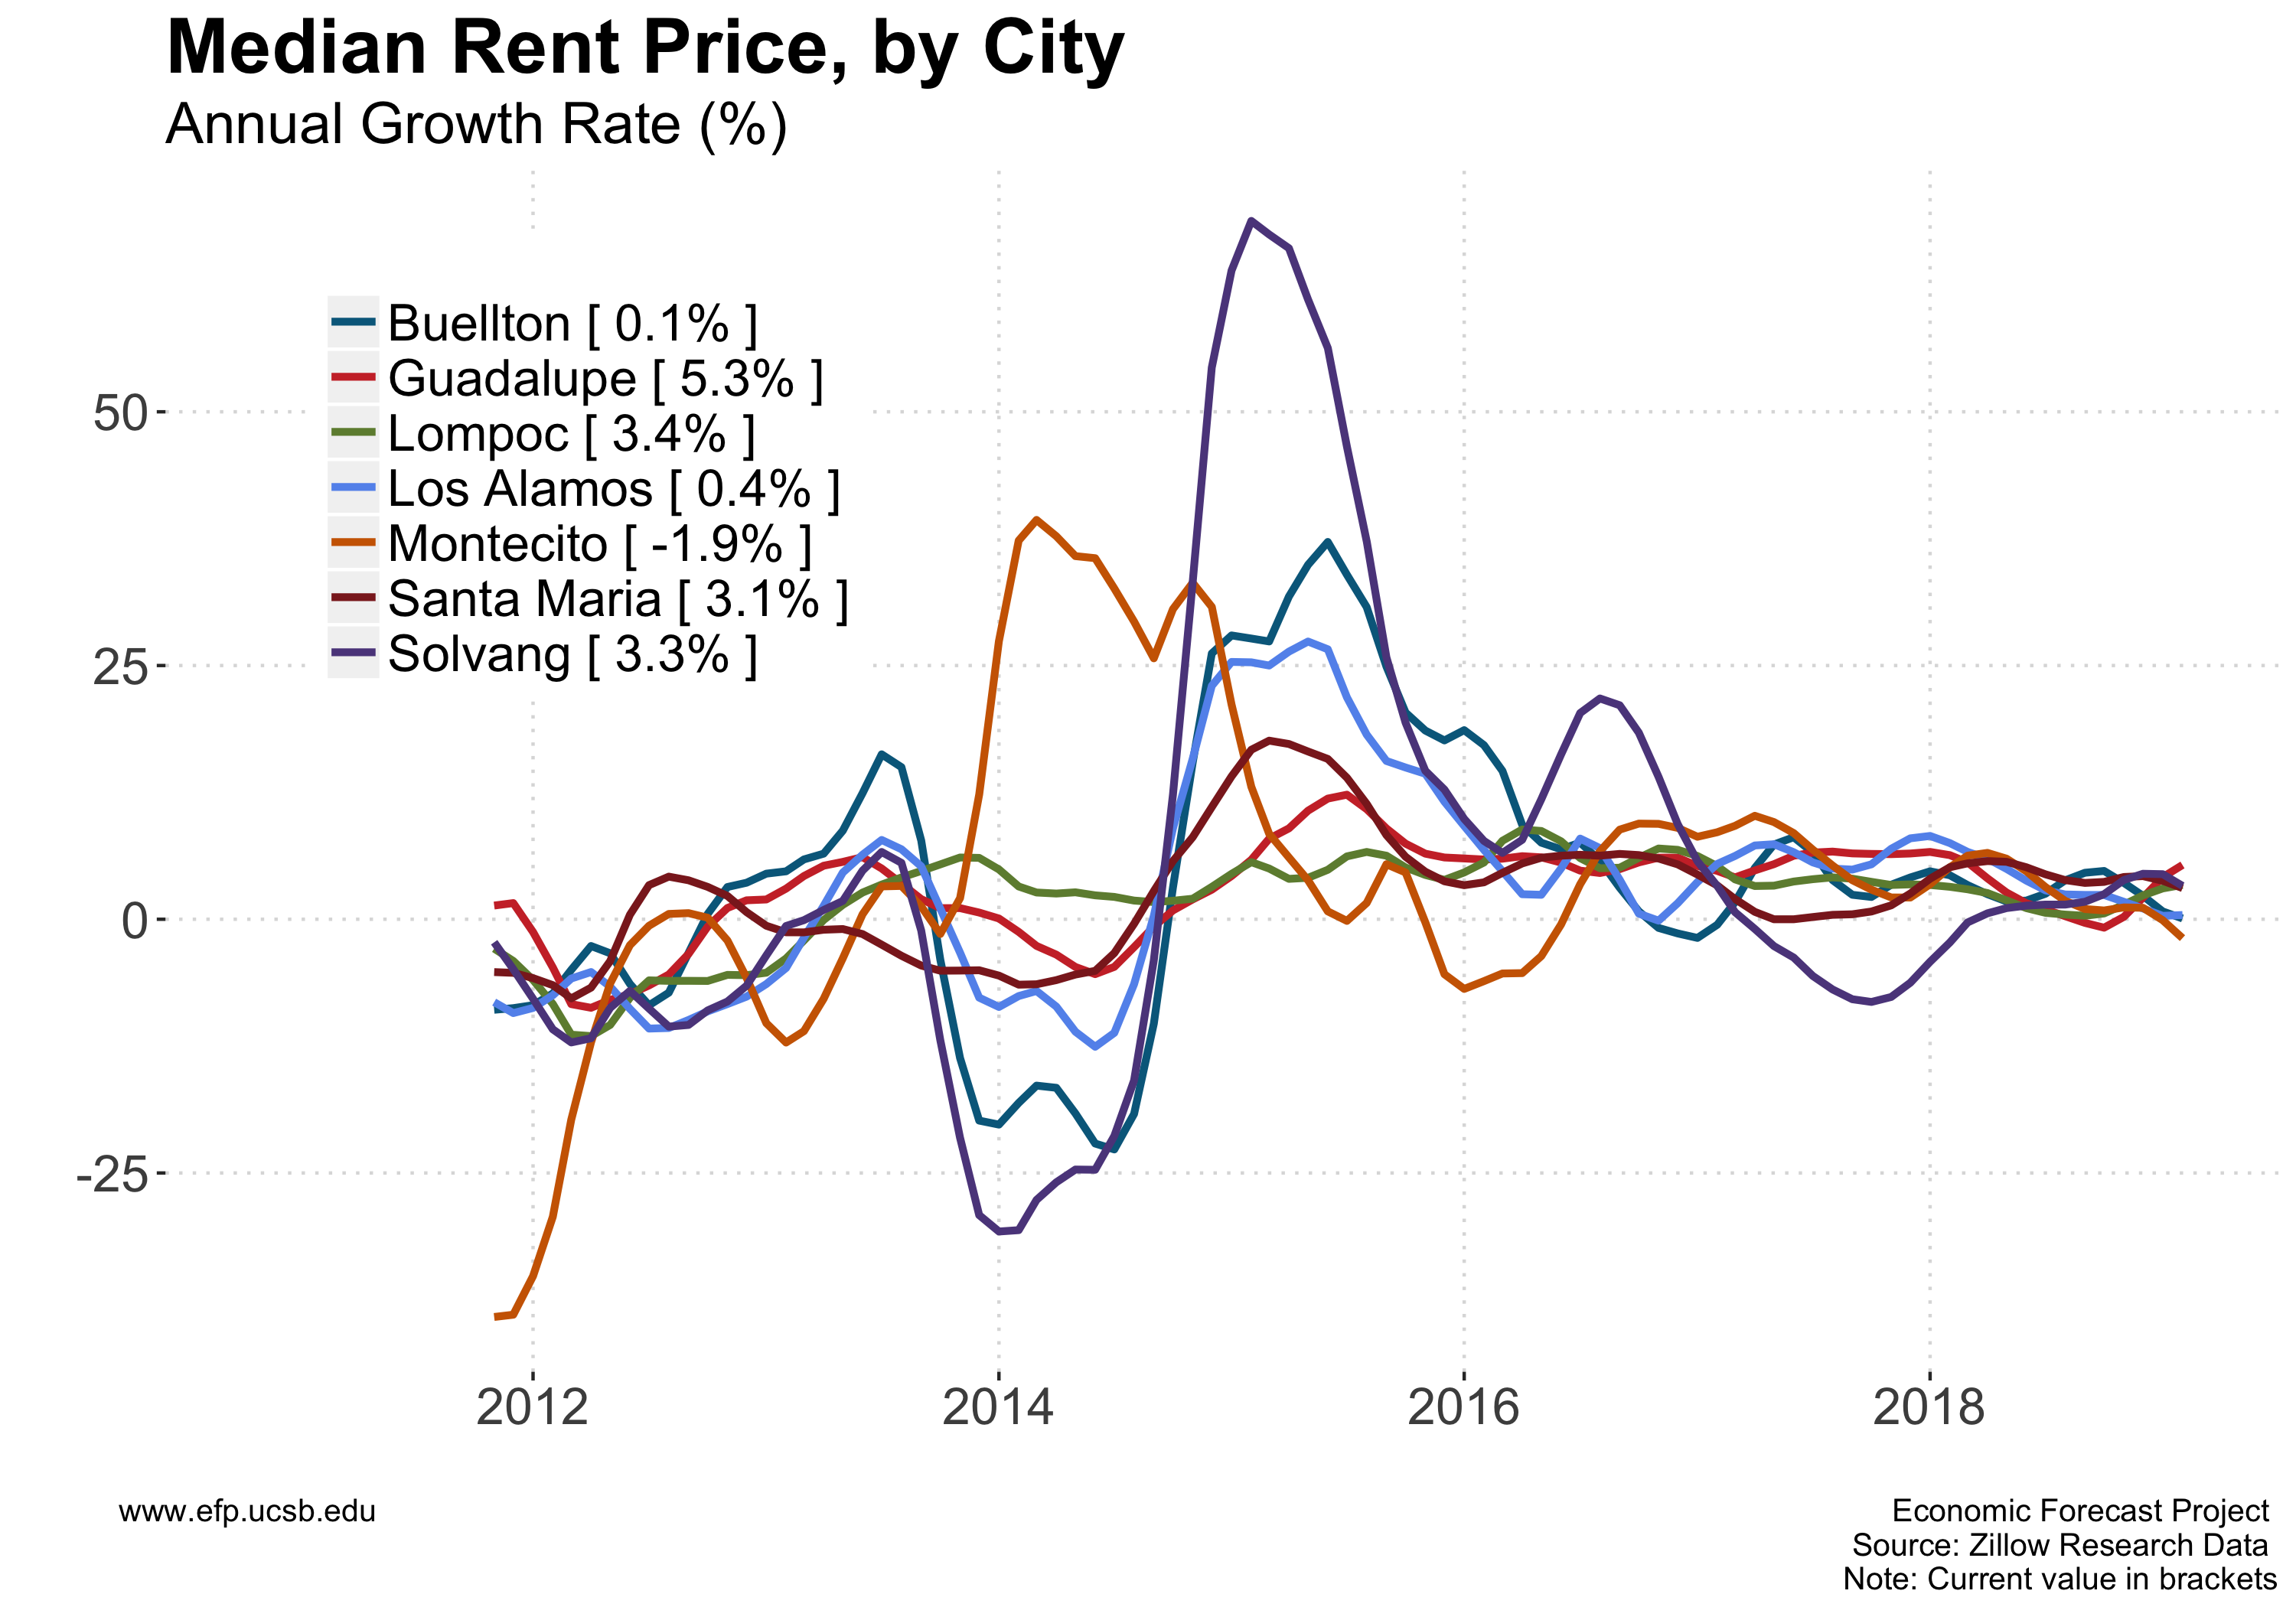 Median Rent Price, by City
Annual Growth Rate (%)
Buellton [ 0.1% ]
Guadalupe [ 5.3% ]
Lompoc [ 3.4% ]
Los Alamos [ 0.4% ]
Montecito [ -1.9% ]
Santa Maria [ 3.1% ]
Solvang [ 3.3% ]
50
25
0
-25
2012 2014 2016 2018
www.efp.ucsb.edu
Economic Forecast Project
Source: Zillow Research Data
Note: Current value in brackets